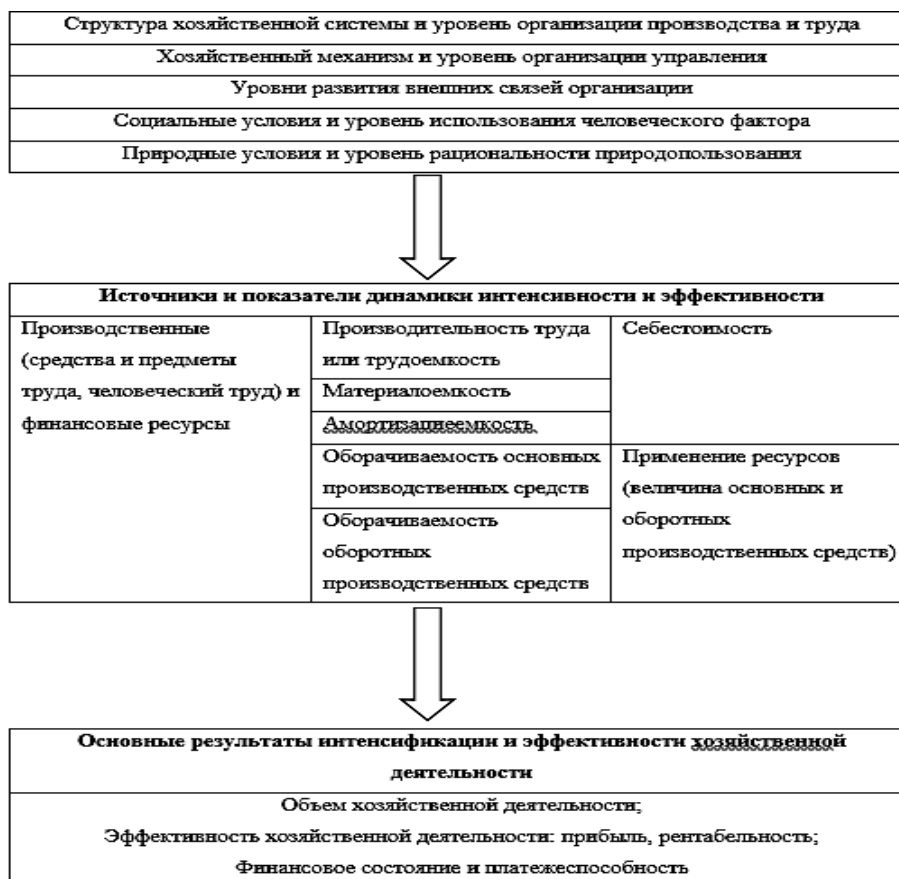 Структура хозяйственной системы и уровень организации производства и труда
Хозяйственный механизм и уровень организации управления
Уровни развития внешних связей организации
Социальные условия и уровень использования человеческого фактора
Природные условия и уровень рациональности природопользования
Источники и показатели динамики интенсивности и эффективности
Производственные
(средства и предметы
труда, человеческий труд) и
финансовые ресурсы
Производительность труда
или трудоемкость
Материалоемкость
Амортизациеемкость
Оборачиваемость основных
производственных средств
Оборачиваемость
оборотных
производственных средств
Себестоимость
Применение ресурсов
(величина основных и
оборотных
производственных средств)
Основные результаты интенсификации и эффективности хозяйственной
деятельности
Объем хозяйственной деятельности;
Эффективность хозяйственной деятельности: прибыль, рентабельность;
Финансовое состояние и платежеспособность